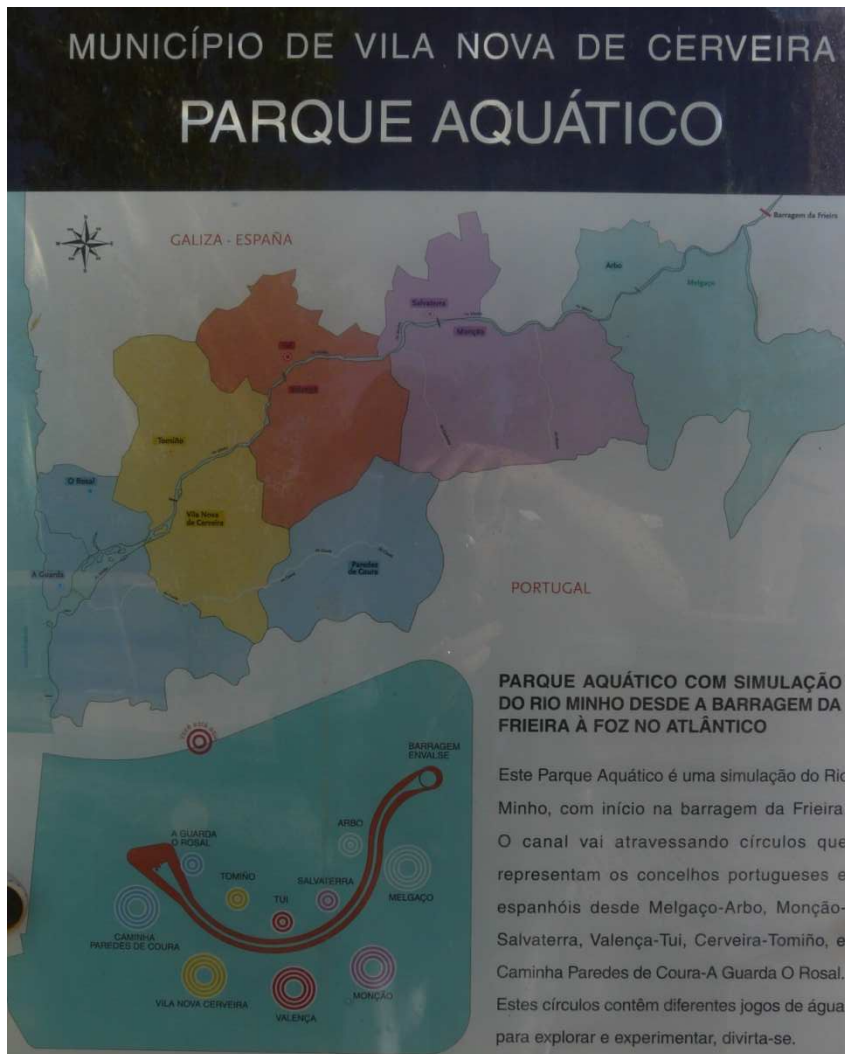 MUNICÍPIO DE VILA NOVA DE CERVEIRA
PARQUE AQUÁTICO
GALIZA - ESPAÑA
Barragem da Frieira
Arbo
Melgaço
Salvaterra
Monção
Tui
Valença
Tomiño
O Rosal
Vila Nova
de Cerveira
A Guarda
Paredes
de Coura
PORTUGAL
PARQUE AQUÁTICO COM SIMULAÇÃO
DO RIO MINHO DESDE A BARRAGEM DA
FRIEIRA À FOZ NO ATLÂNTICO
Este Parque Aquático é uma simulação do Rio
Minho, com início na barragem da Frieira.
O canal vai atravessando círculos que
representam os concelhos portugueses e
espanhóis desde Melgaço-Arbo, Monção-
Salvaterra, Valença-Tui, Cerveira-Tomiño, e
Caminha Paredes de Coura-A Guarda O Rosal.
Estes círculos contêm diferentes jogos de água
para explorar e experimentar, divirta-se.
VOCÊ ESTÁ AQUI
BARRAGEM
ENVALSE
ARBO
A GUARDA
O ROSAL
TOMIÑO
SALVATERRA
TUI
MELGAÇO
CAMINHA
PAREDES DE COURA
VILA NOVA CERVEIRA
VALENÇA
MONÇÃO